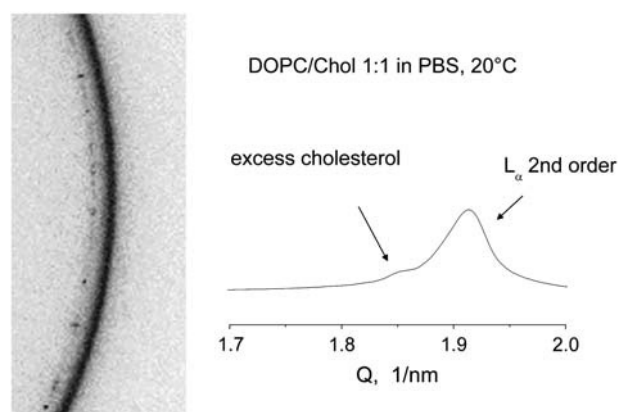 DOPC/Chol 1:1 in PBS, 20°C
excess cholesterol
Lα 2nd order
1.7 1.8 1.9 2.0
Q, 1/nm